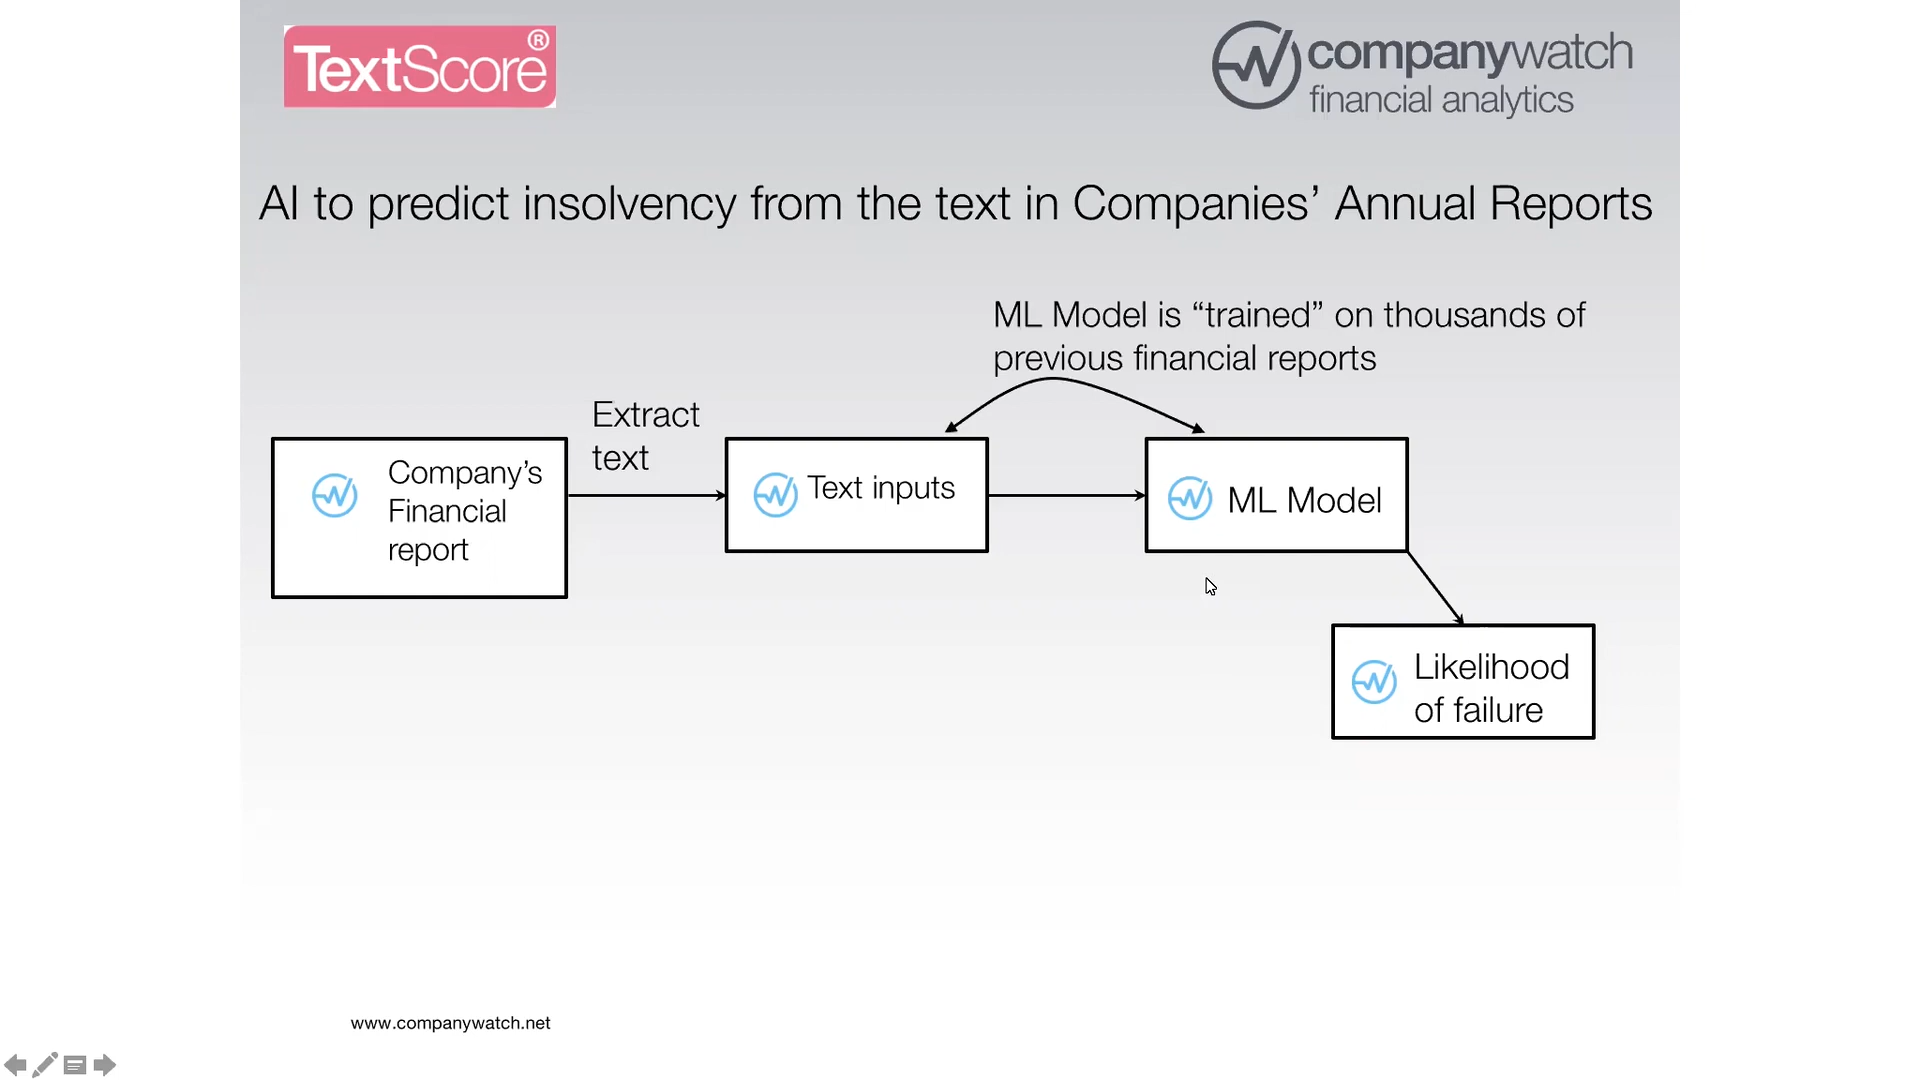 TextScore®
companywatch
financial analytics
AI to predict insolvency from the text in Companies’ Annual Reports
ML Model is “trained” on thousands of
previous financial reports
Extract
text
Company’s
Financial
report
Text inputs
ML Model
Likelihood
of failure
www.companywatch.net